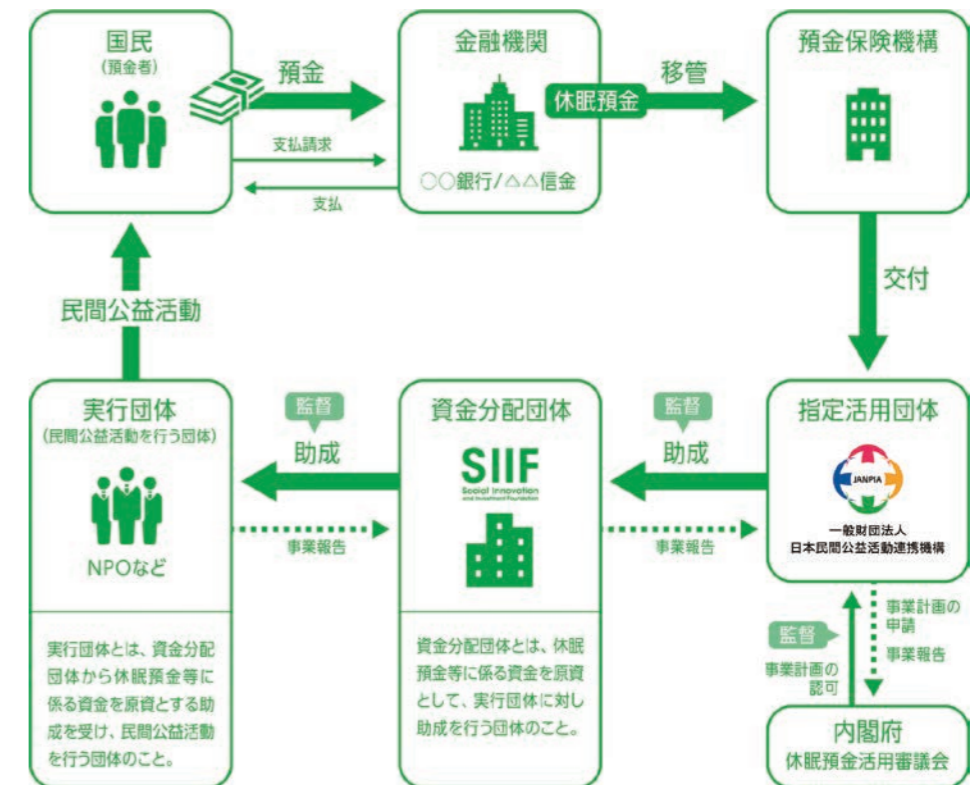 国民
(預金者)
預金
支払請求
支払
金融機関
休眠預金
○○銀行/△△信金
移管
預金保険機構
交付
民間公益活動
実行団体
(民間公益活動を行う団体)
NPOなど
実行団体とは、資金分配
団体から休眠預金等に
係る資金を原資とする助
成を受け、民間公益活動
を行う団体のこと。
監督
助成
事業報告
資金分配団体
SIIF
Social Innovation
and Investment Foundation
資金分配団体とは、休眠
預金等に係る資金を原資
として、実行団体に対し
助成を行う団体のこと。
監督
助成
事業報告
指定活用団体
JANPIA
一般財団法人
日本民間公益活動連携機構
監督
事業計画の
認可
事業計画の
申請
事業報告
内閣府
休眠預金活用審議会